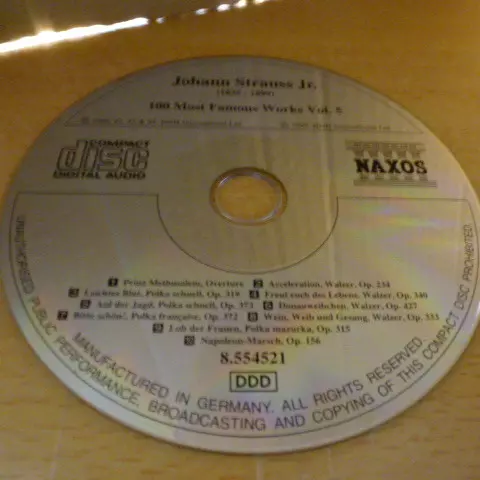 Johann Strauss Jr.
(1825 - 1899)
100 Most Famous Works Vol. 5
COMPACT
disc
DIGITAL AUDIO
NAXOS
1 Prinz Methusalem, Overture 2 Acceleration, Walzer, Op. 234
3 Leichtes Blut, Polka schnell, Op. 319 4 Freut euch des Lebens, Walzer, Op. 340
5 Auf der Jagd, Polka schnell, Op. 373 6 Donauweibchen, Walzer, Op. 427
7 Bitte schön!, Polka française, Op. 372 8 Wein, Weib und Gesang, Walzer, Op. 333
9 Lob der Frauen, Polka mazurka, Op. 315
10 Napoleon-Marsch, Op. 156
8.554521
DDD
MANUFACTURED IN GERMANY. ALL RIGHTS RESERVED
UNAUTHORISED PUBLIC PERFORMANCE, BROADCASTING AND COPYING OF THIS COMPACT DISC PROHIBITED